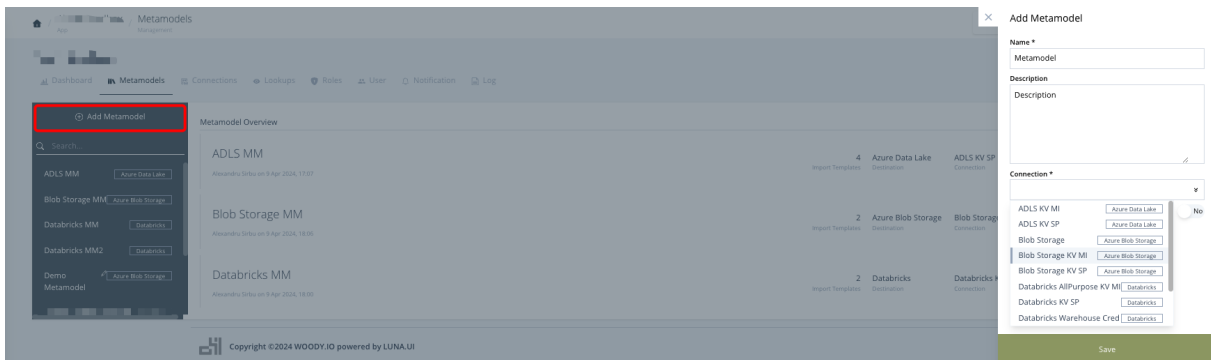 Metamodels
App
Management
Dashboard Metamodels Connections Lookups Roles User Notification Log
Add Metamodel
Search...
ADLS MM Azure Data Lake
Blob Storage MM Azure Blob Storage
Databricks MM Databricks
Databricks MM2 Databricks
Demo Metamodel Azure Blob Storage
Metamodel Overview
ADLS MM
Alexandru Sirbu on 9 Apr 2024, 17:07
4 Azure Data Lake ADLS KV SP
Import Templates Destination Connection
Blob Storage MM
Alexandru Sirbu on 9 Apr 2024, 18:06
2 Azure Blob Storage Blob Storage
Import Templates Destination Connection
Databricks MM
Alexandru Sirbu on 9 Apr 2024, 18:00
2 Databricks Databricks
Import Templates Destination Connection
Copyright ©2024 WOODY.IO powered by LUNA.UI
Add Metamodel
Name *
Metamodel
Description
Description
Connection *
No
ADLS KV MI Azure Data Lake
ADLS KV SP Azure Data Lake
Blob Storage Azure Blob Storage
Blob Storage KV MI Azure Blob Storage
Blob Storage KV SP Azure Blob Storage
Databricks AllPurpose KV MI Databricks
Databricks KV SP Databricks
Databricks Warehouse Cred Databricks
Save